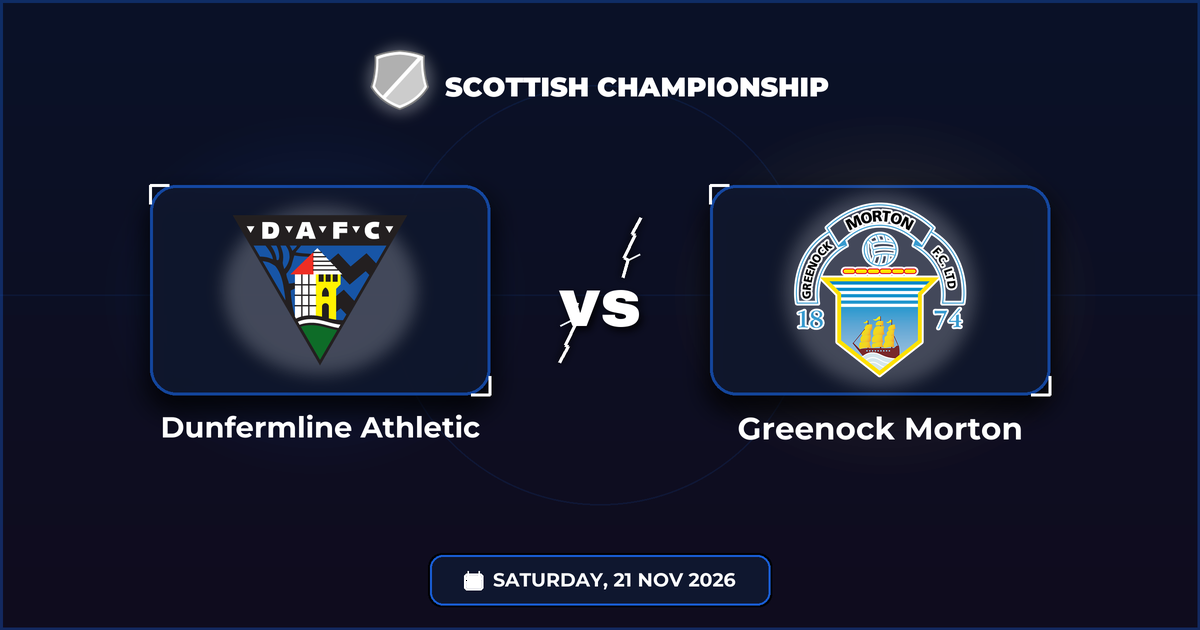 SCOTTISH CHAMPIONSHIP
D A F C
VS
MORTON
GREENOCK
F.C. LTD
18
74
Dunfermline Athletic
Greenock Morton
SATURDAY, 21 NOV 2026